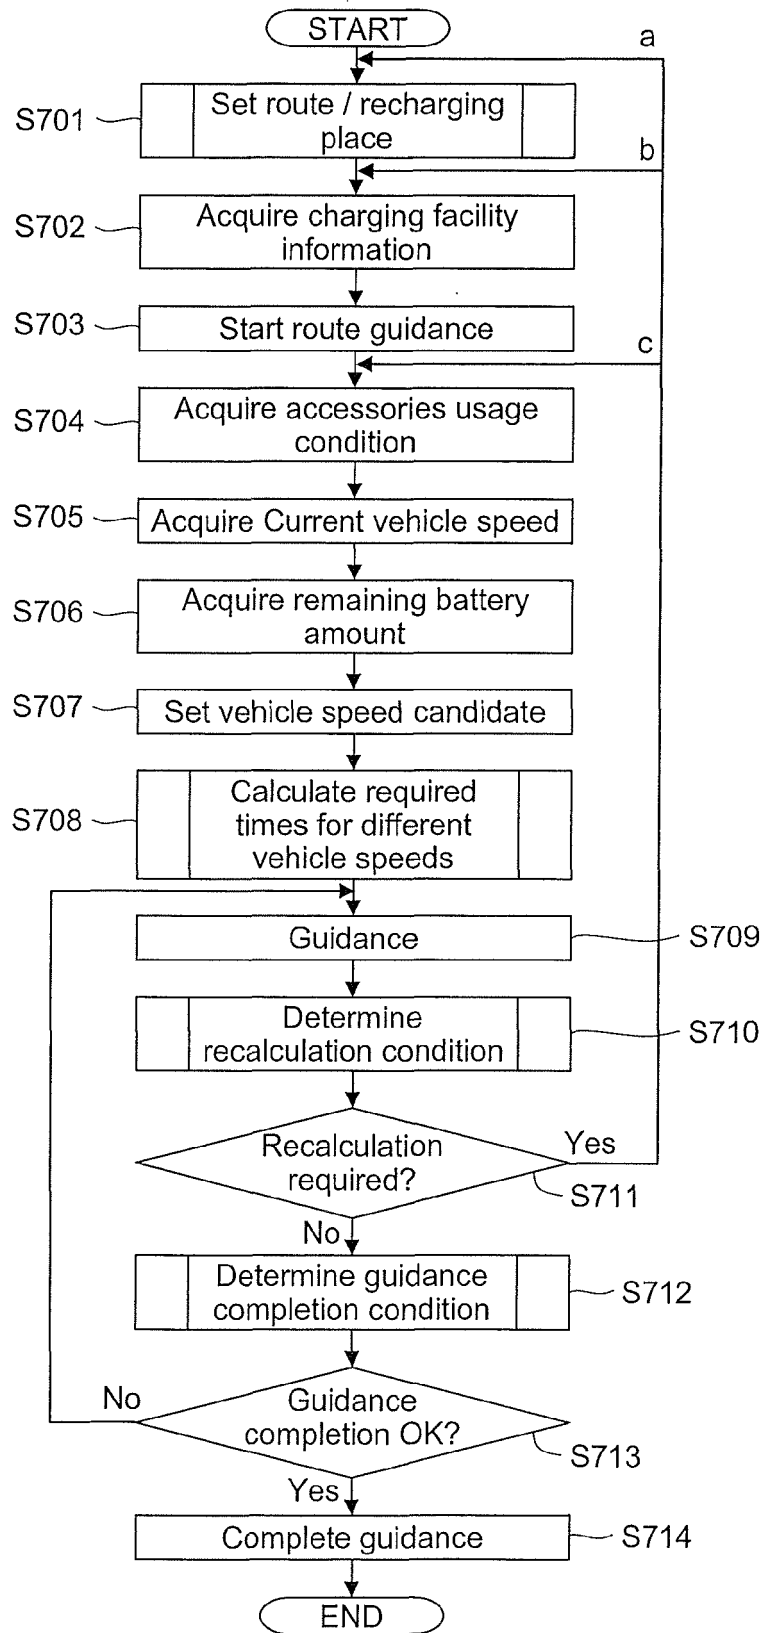 START
a
S701
Set route / recharging
place
b
S702
Acquire charging facility
information
S703
Start route guidance
c
S704
Acquire accessories usage
condition
S705
Acquire Current vehicle speed
S706
Acquire remaining battery
amount
S707
Set vehicle speed candidate
S708
Calculate required
times for different
vehicle speeds
Guidance
S709
Determine
recalculation condition
S710
Recalculation
required?
Yes
S711
No
Determine guidance
completion condition
S712
No
Guidance
completion OK?
S713
Yes
Complete guidance
S714
END